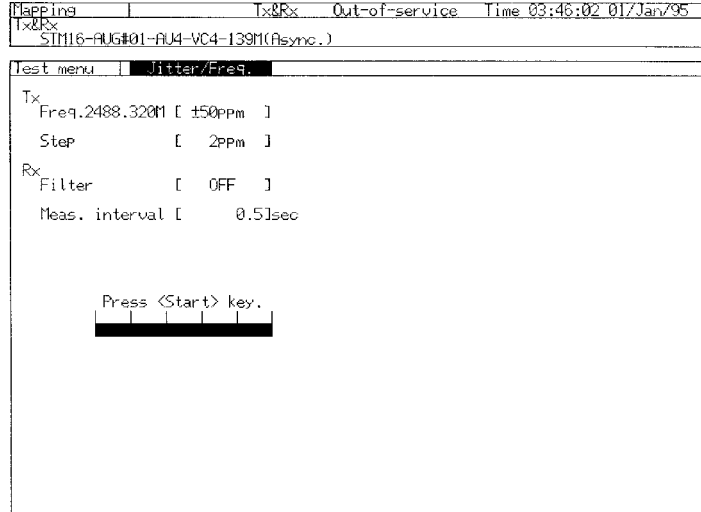 Mapping Tx&Rx Out-of-service Time 03:46:02 01/Jan/95
Tx&Rx
STM16-AUG#01-AU4-VC4-139M(Async.)
Test menu Jitter/Freq.
Tx
Freq.2488.320M [ ±50ppm ]
Step [ 2ppm ]
Rx
Filter [ OFF ]
Meas. interval [ 0.5]sec
Press <Start> key.